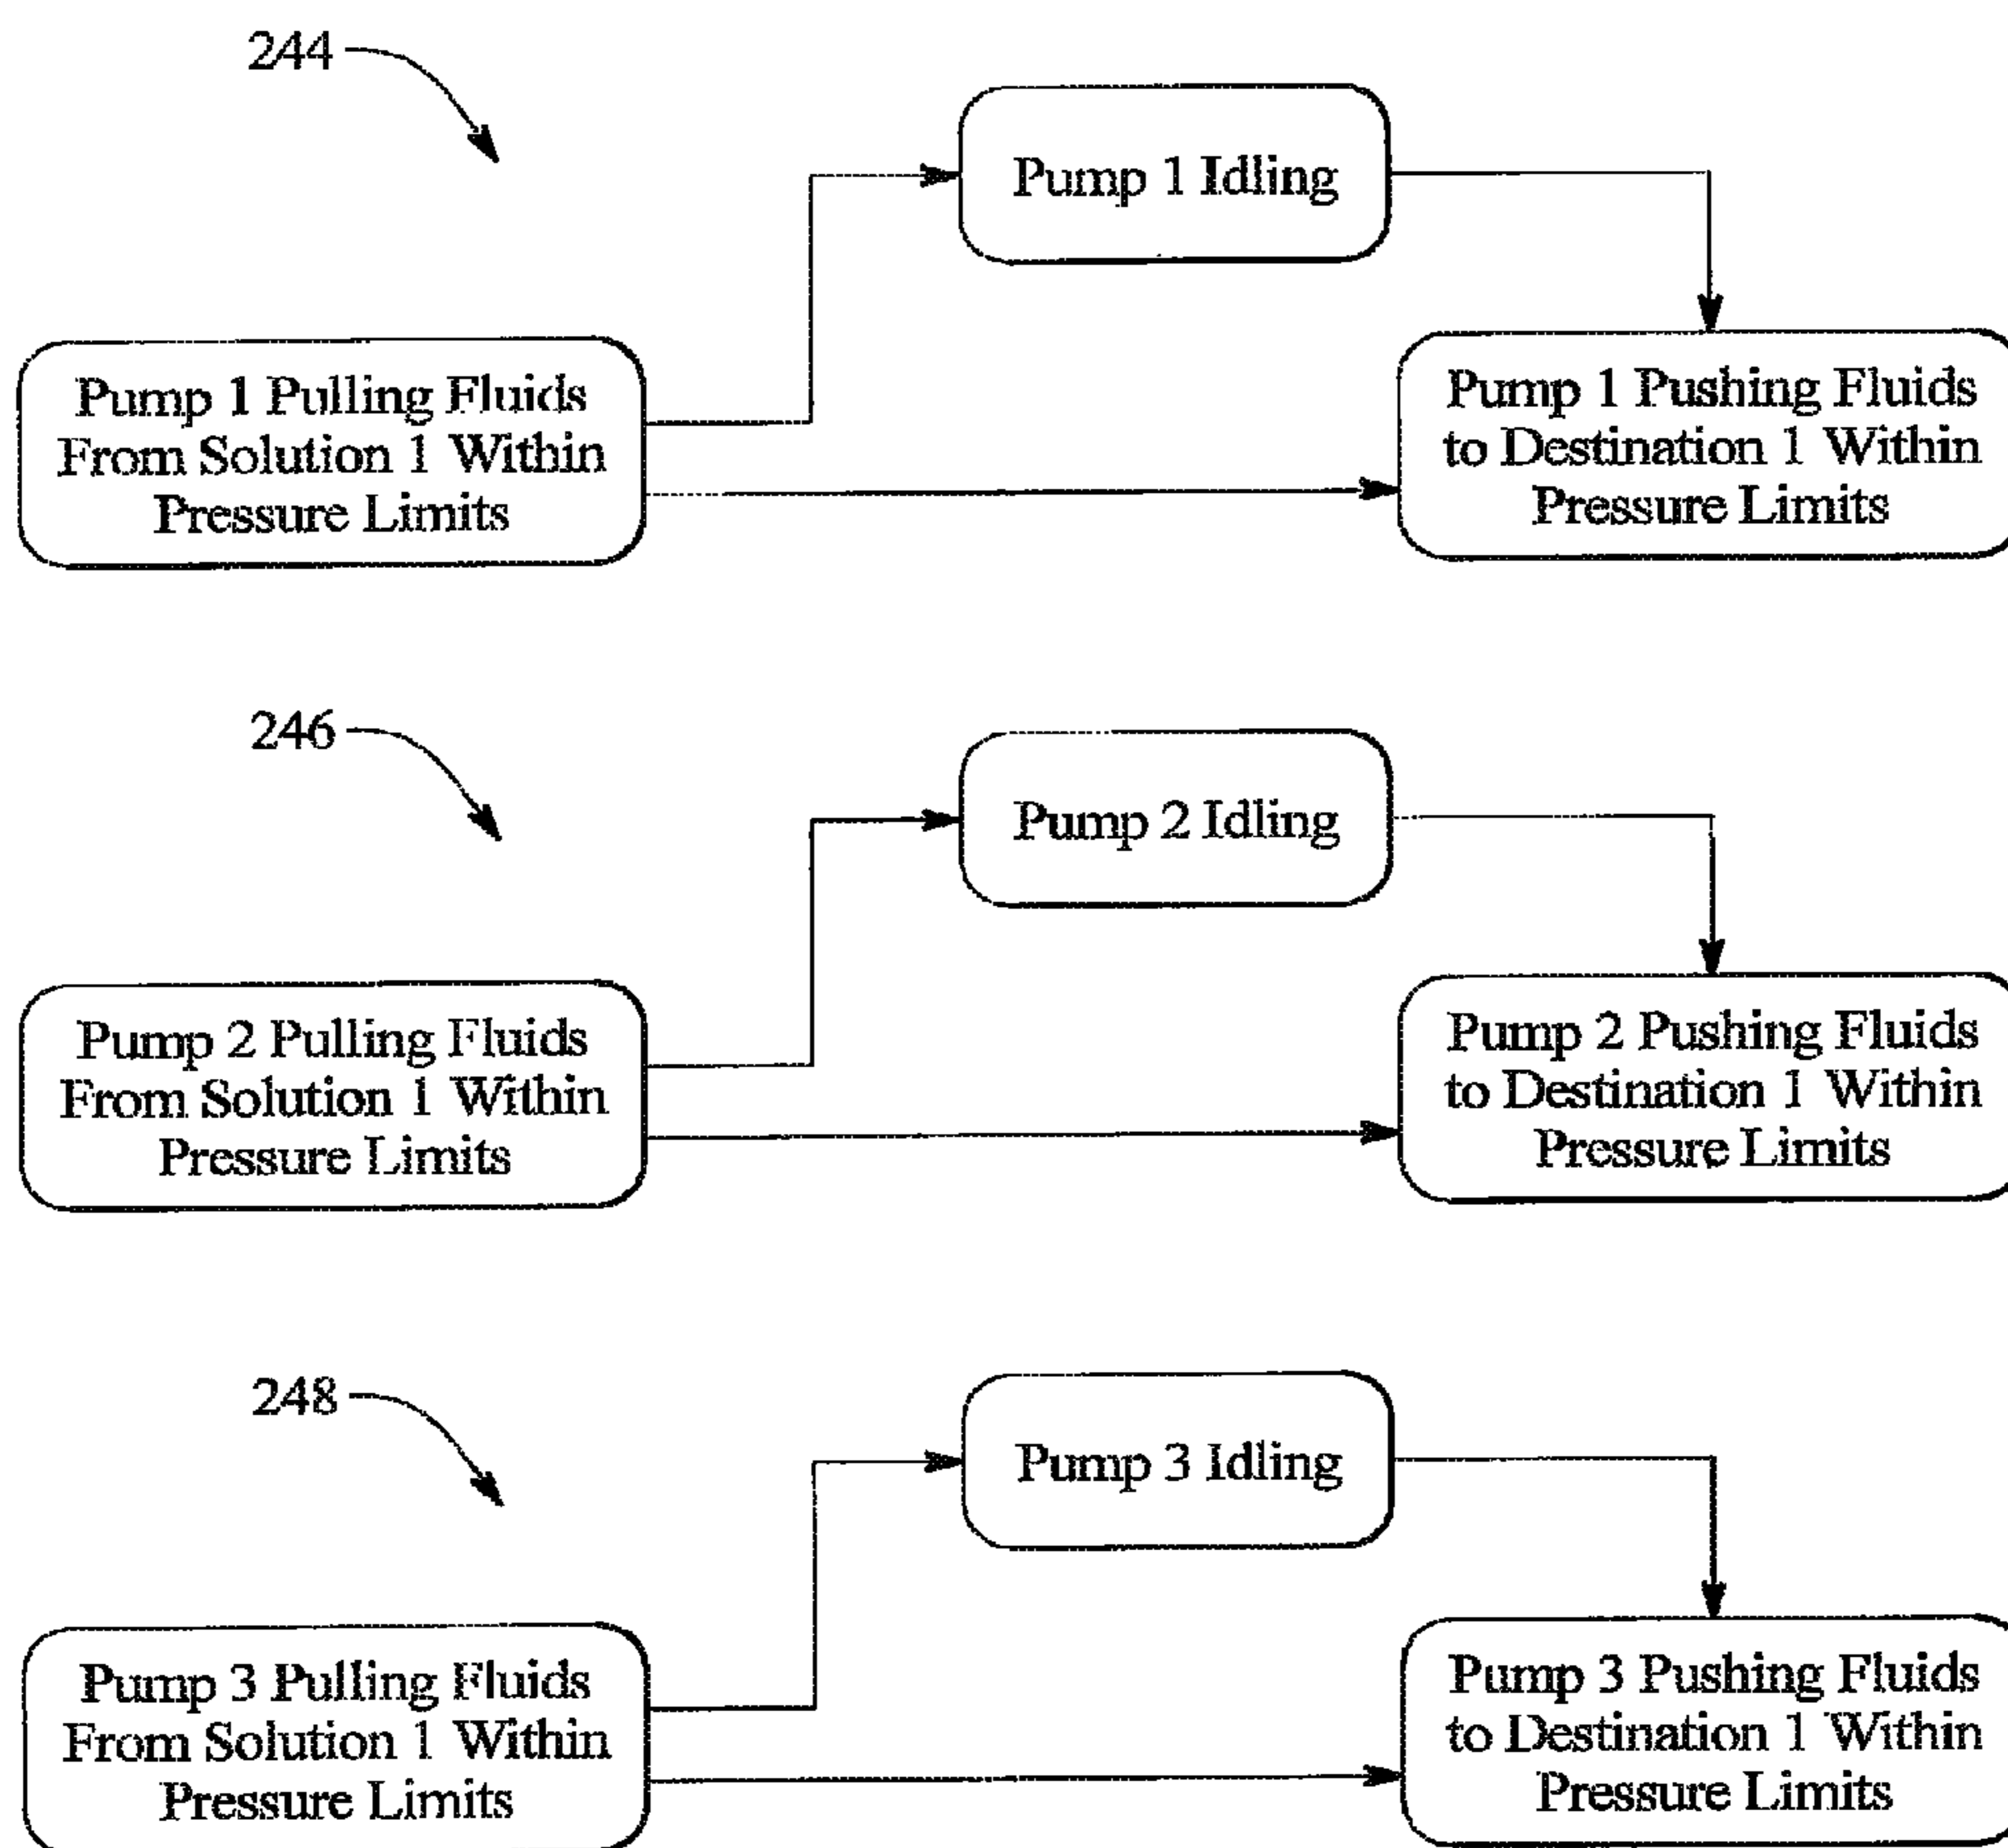 244
Pump 1 Idling
Pump 1 Pulling Fluids
From Solution 1 Within
Pressure Limits
Pump 1 Pushing Fluids
to Destination 1 Within
Pressure Limits
246
Pump 2 Idling
Pump 2 Pulling Fluids
From Solution 1 Within
Pressure Limits
Pump 2 Pushing Fluids
to Destination 1 Within
Pressure Limits
248
Pump 3 Idling
Pump 3 Pulling Fluids
From Solution 1 Within
Pressure Limits
Pump 3 Pushing Fluids
to Destination 1 Within
Pressure Limits